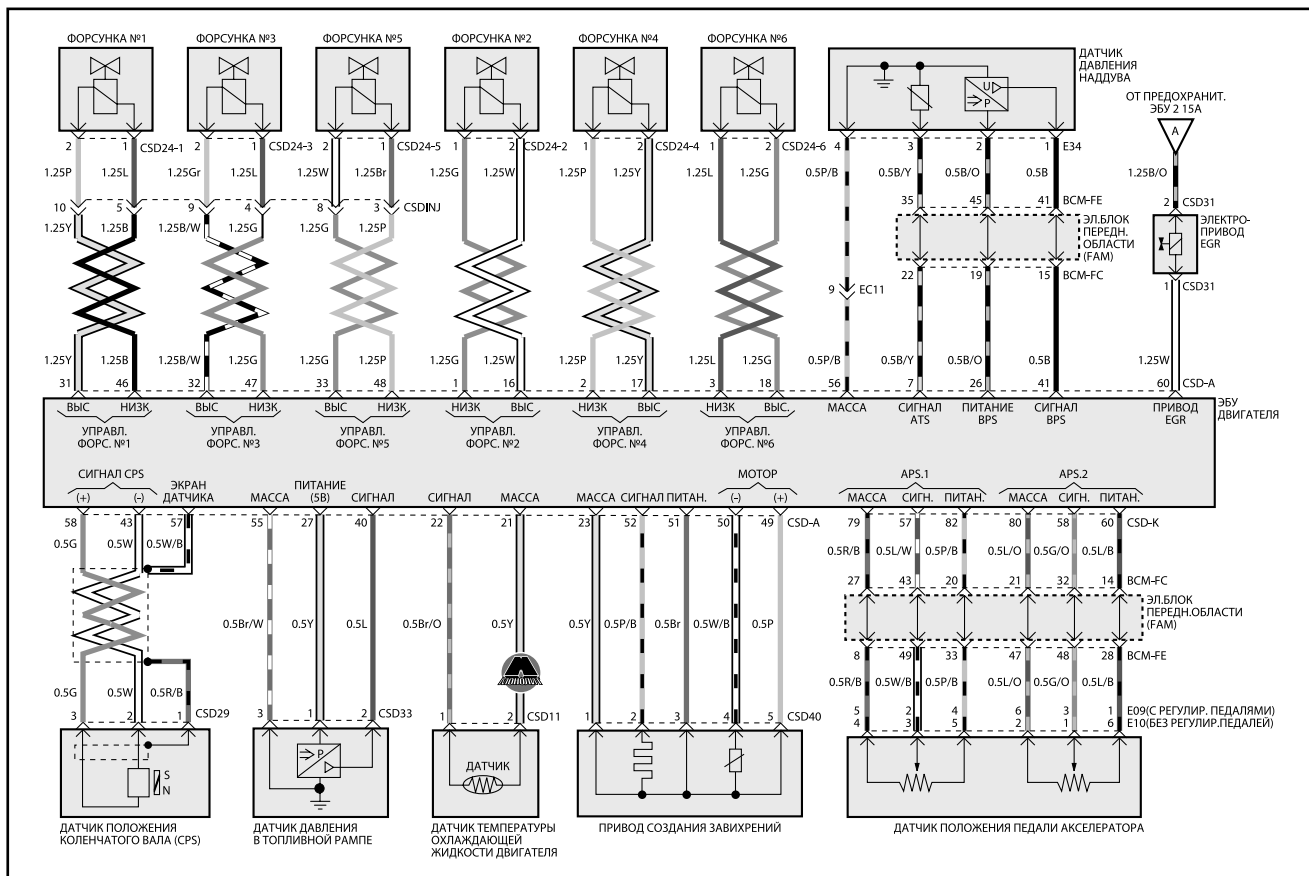 ФОРСУНКА №1 ФОРСУНКА №3 ФОРСУНКА №5 ФОРСУНКА №2 ФОРСУНКА №4 ФОРСУНКА №6
ДАТЧИК
ДАВЛЕНИЯ
НАДДУВА
U
P
ОТ ПРЕДОХРАНИТ.
ЭБУ 2 15А
A
2 1 CSD24-1 2 1 CSD24-3 2 1 CSD24-5 1 2 CSD24-2 1 2 CSD24-4 1 2 CSD24-6 4 3 2 1 E34
1.25P 1.25L 1.25Gr 1.25L 1.25W 1.25Br 1.25G 1.25W 1.25P 1.25Y 1.25L 1.25G 0.5P/B 0.5B/Y 0.5B/O 0.5B 1.25B/O
10 5 9 4 8 3 CSDINJ 35 45 41 BCM-FE 2 CSD31
1.25Y 1.25B 1.25B/W 1.25G 1.25G 1.25P
ЭЛ.БЛОК
ПЕРЕДН.
ОБЛАСТИ
(FAM)
ЭЛЕКТРО-
ПРИВОД
EGR
22 19 15 BCM-FC
9 EC11 1 CSD31
1.25Y 1.25B 1.25B/W 1.25G 1.25G 1.25P 1.25G 1.25W 1.25P 1.25Y 1.25L 1.25G 0.5P/B 0.5B/Y 0.5B/O 0.5B 1.25W
31 46 32 47 33 48 1 16 2 17 3 18 56 7 26 41 60 CSD-A
ВЫС НИЗК ВЫС НИЗК ВЫС НИЗК НИЗК ВЫС НИЗК ВЫС НИЗК ВЫС. МАССА СИГНАЛ ПИТАНИЕ СИГНАЛ ПРИВОД
ATS BPS BPS EGR
ЭБУ
ДВИГАТЕЛЯ
УПРАВЛ. УПРАВЛ. УПРАВЛ. УПРАВЛ. УПРАВЛ. УПРАВЛ.
ФОРС. №1 ФОРС. №3 ФОРС. №5 ФОРС. №2 ФОРС. №4 ФОРС. №6
СИГНАЛ CPS ЭКРАН ПИТАНИЕ МОТОР APS.1 APS.2
(+) (-) ДАТЧИКА МАССА (5В) СИГНАЛ СИГНАЛ МАССА МАССА СИГНАЛ ПИТАН. (-) (+) МАССА СИГН. ПИТАН. МАССА СИГН. ПИТАН.
58 43 57 55 27 40 22 21 23 52 51 50 49 CSD-A 79 57 82 80 58 60 CSD-K
0.5G 0.5W 0.5W/B 0.5R/B 0.5L/W 0.5P/B 0.5L/O 0.5G/O 0.5L/B
27 43 20 21 32 14 BCM-FC
ЭЛ.БЛОК
ПЕРЕДН.ОБЛАСТИ
(FAM)
0.5Br/W 0.5Y 0.5L 0.5Br/O 0.5Y 0.5Y 0.5P/B 0.5Br 0.5W/B 0.5P
8 49 33 47 48 28 BCM-FE
0.5G 0.5W 0.5R/B 0.5R/B 0.5W/B 0.5P/B 0.5L/O 0.5G/O 0.5L/B
3 2 1 CSD29 3 1 2 CSD33 1 2 CSD11 1 2 3 4 5 CSD40
5 2 4 6 3 1 E09(С РЕГУЛИР. ПЕДАЛЯМИ)
4 3 5 2 1 6 E10(БЕЗ РЕГУЛИР.ПЕДАЛЕЙ)
S
N
P
ДАТЧИК
ДАТЧИК ПОЛОЖЕНИЯ
КОЛЕНЧАТОГО ВАЛА (CPS)
ДАТЧИК ДАВЛЕНИЯ
В ТОПЛИВНОЙ РАМПЕ
ДАТЧИК ТЕМПЕРАТУРЫ
ОХЛАЖДАЮЩЕЙ
ЖИДКОСТИ ДВИГАТЕЛЯ
ПРИВОД СОЗДАНИЯ ЗАВИХРЕНИЙ
ДАТЧИК ПОЛОЖЕНИЯ ПЕДАЛИ АКСЕЛЕРАТОРА